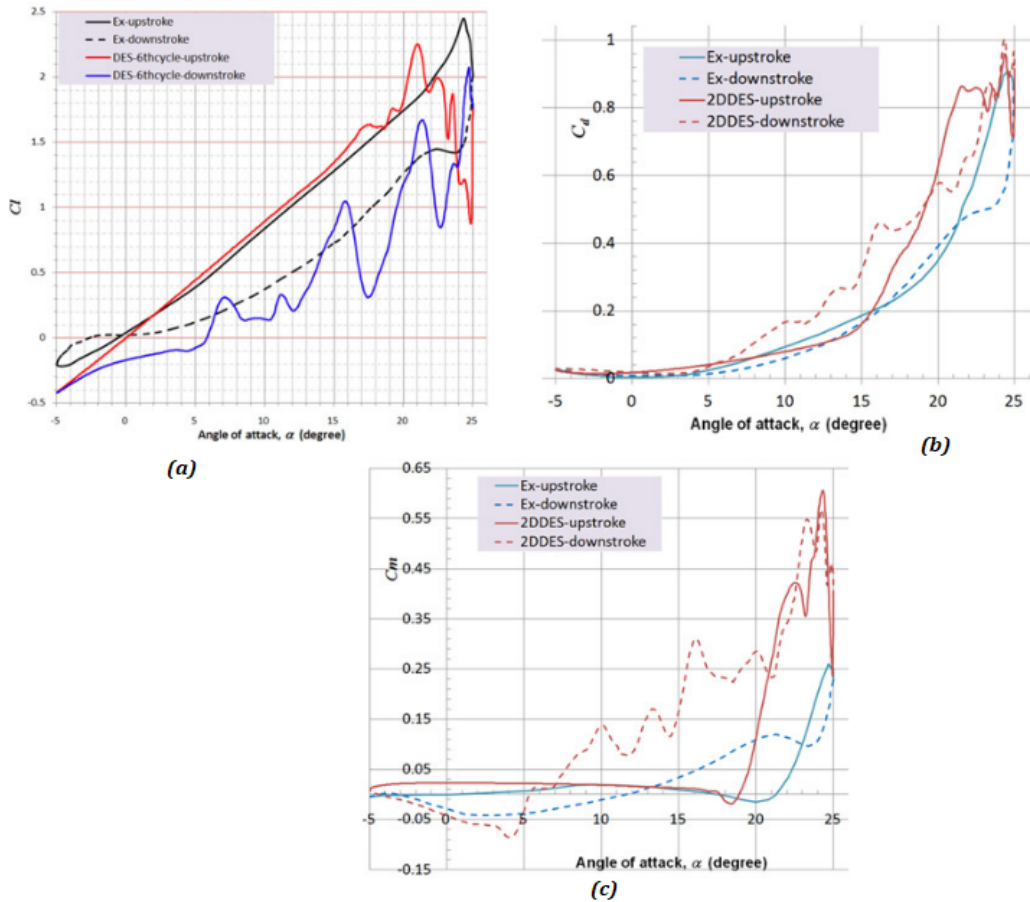 2.5
Ex-upstroke
Ex-downstroke
DES-6thcycle-upstroke
DES-6thcycle-downstroke
2
1.5
1
0.5
0
-0.5
Cl
-5
0
5
10
15
20
25
Angle of attack, α (degree)
(a)
1
Ex-upstroke
Ex-downstroke
2DDES-upstroke
2DDES-downstroke
0.8
0.6
0.4
0.2
0
C_d
-5
0
5
10
15
20
25
Angle of attack, α (degree)
(b)
0.65
Ex-upstroke
Ex-downstroke
2DDES-upstroke
2DDES-downstroke
0.55
0.45
0.35
0.25
0.15
0.05
-0.05
-0.15
Cm
-5
0
5
10
15
20
25
Angle of attack, α (degree)
(c)